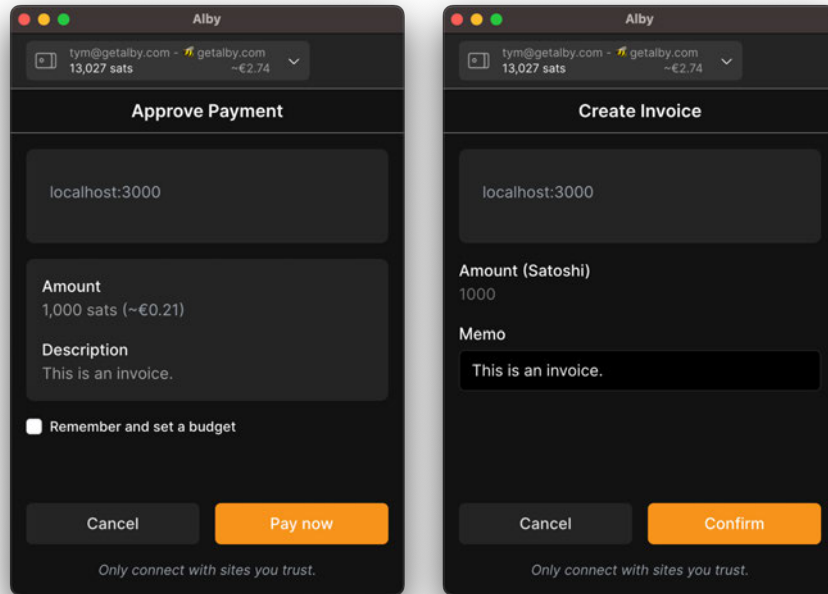 Alby
tym@getalby.com - 🐝 getalby.com
13,027 sats ~€2.74
Approve Payment
localhost:3000
Amount
1,000 sats (~€0.21)
Description
This is an invoice.
Remember and set a budget
Cancel Pay now
Only connect with sites you trust.
Alby
tym@getalby.com - 🐝 getalby.com
13,027 sats ~€2.74
Create Invoice
localhost:3000
Amount (Satoshi)
1000
Memo
This is an invoice.
Cancel Confirm
Only connect with sites you trust.